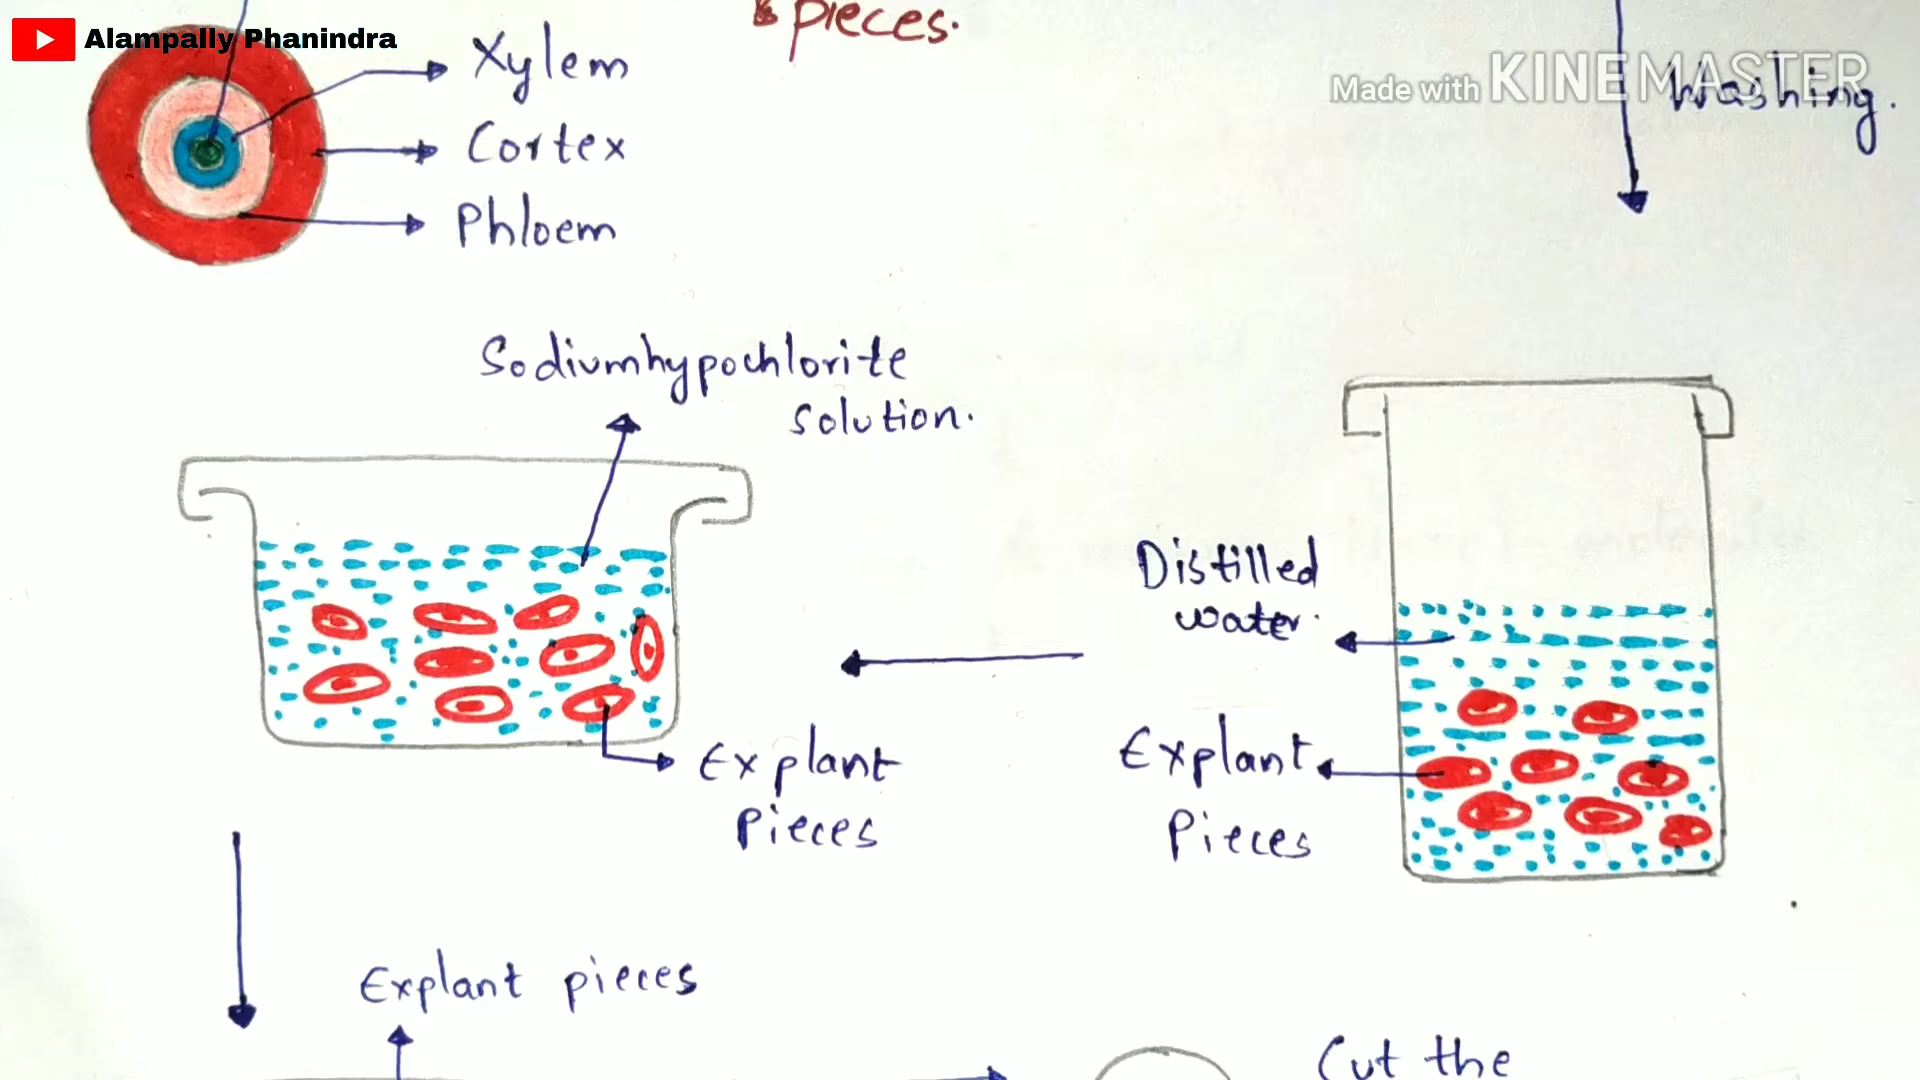 Alampally Phanindra
Pieces.
Made with KINEMASTER
Washing.
Xylem
Cortex
Phloem
Sodiumhypochlorite
solution.
Distilled
water.
Explant
Pieces
Explant
Pieces
Explant pieces
Cut the